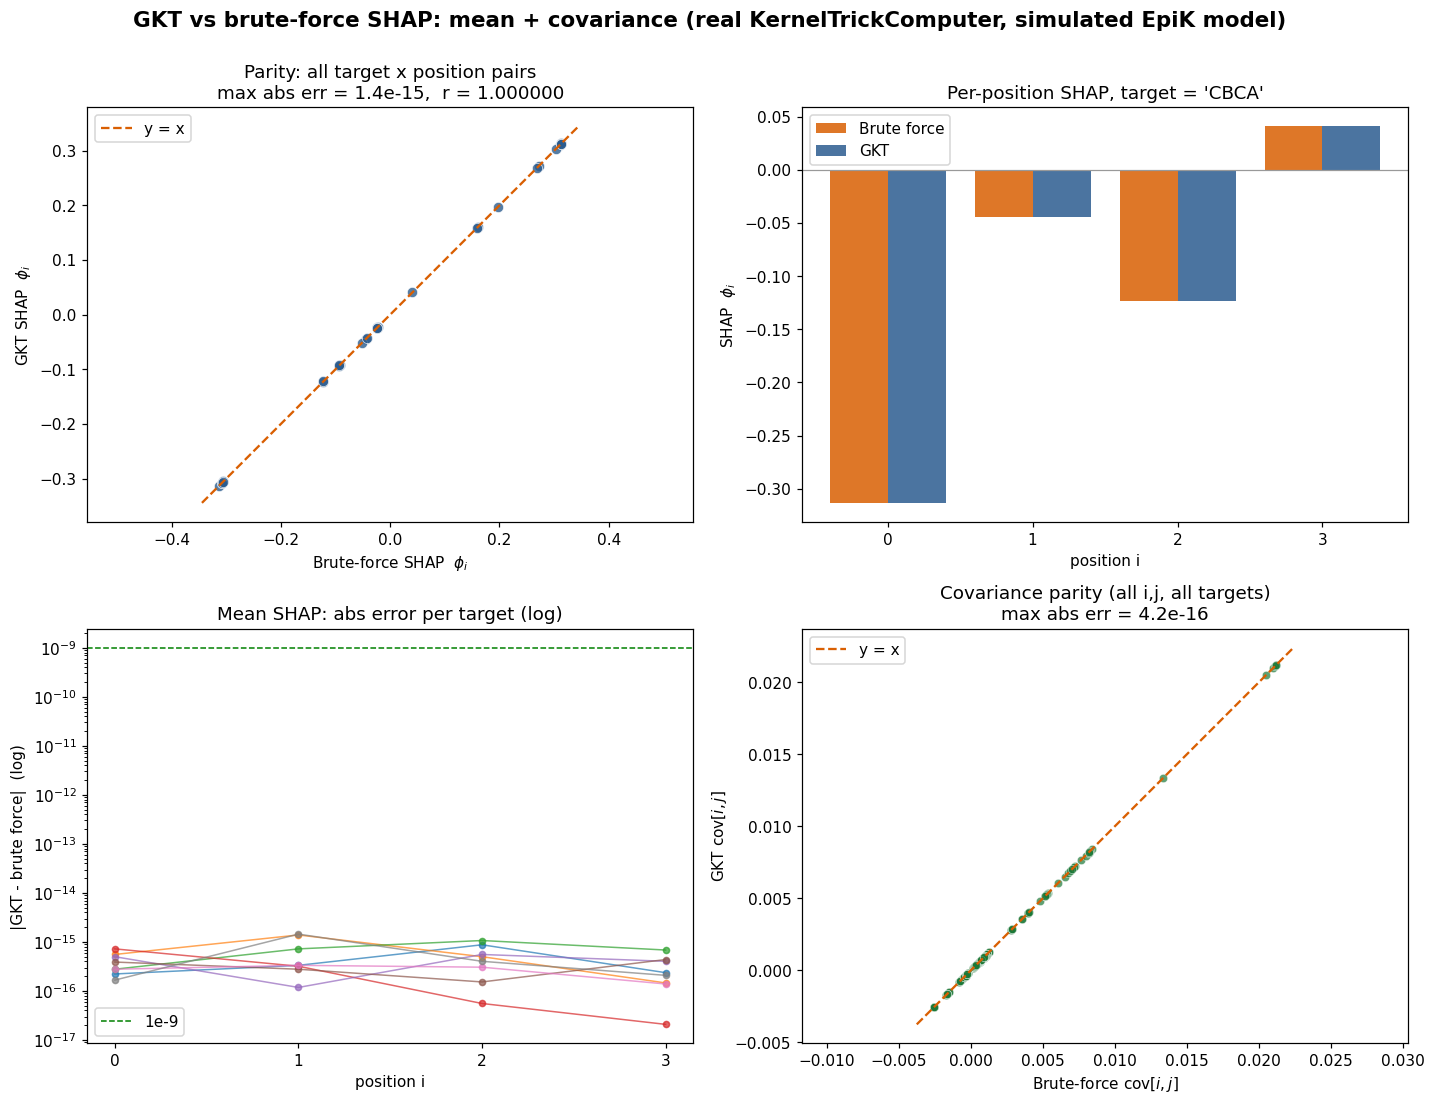 GKT vs brute-force SHAP: mean + covariance (real KernelTrickComputer, simulated EpiK model)
Parity: all target x position pairs
max abs err = 1.4e-15,  r = 1.000000
y = x
0.3
0.2
0.1
0.0
−0.1
−0.2
−0.3
GKT SHAP ϕᵢ
−0.4
−0.2
0.0
0.2
0.4
Brute-force SHAP ϕᵢ
Per-position SHAP, target = 'CBCA'
Brute force
GKT
0.05
0.00
−0.05
−0.10
−0.15
−0.20
−0.25
−0.30
SHAP ϕᵢ
0
1
2
3
position i
Mean SHAP: abs error per target (log)
10⁻⁹
10⁻¹⁰
10⁻¹¹
10⁻¹²
10⁻¹³
10⁻¹⁴
10⁻¹⁵
10⁻¹⁶
10⁻¹⁷
|GKT - brute force|  (log)
1e-9
0
1
2
3
position i
Covariance parity (all i,j, all targets)
max abs err = 4.2e-16
y = x
0.020
0.015
0.010
0.005
0.000
−0.005
GKT cov[i, j]
−0.010
−0.005
0.000
0.005
0.010
0.015
0.020
0.025
0.030
Brute-force cov[i, j]